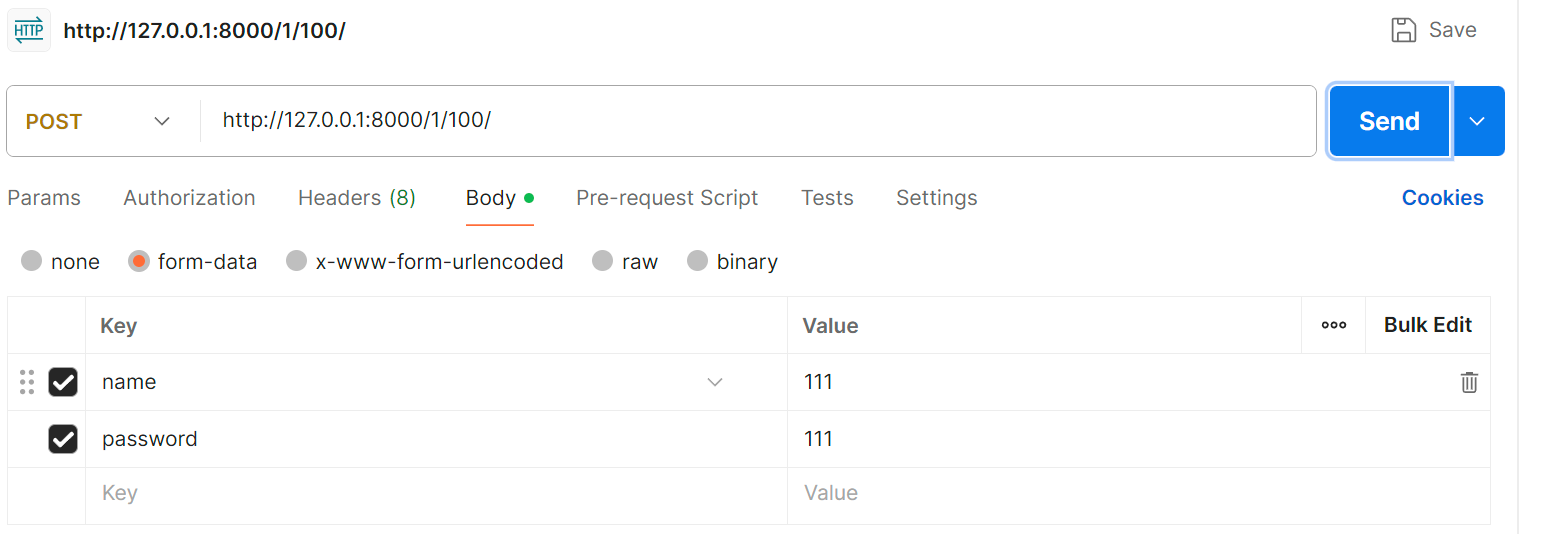 HTTP http://127.0.0.1:8000/1/100/ Save
POST http://127.0.0.1:8000/1/100/ Send
Params Authorization Headers (8) Body Pre-request Script Tests Settings Cookies
none form-data x-www-form-urlencoded raw binary
Key Value ooo Bulk Edit
name 111
password 111
Key Value